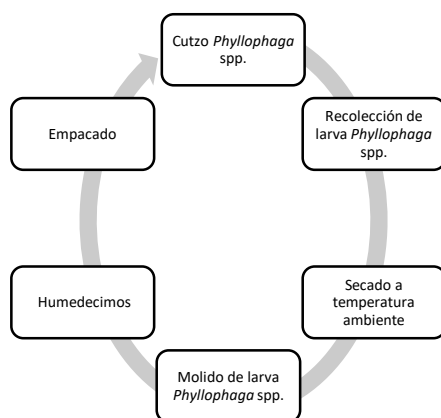 Cutzo Phyllophaga
spp.
Recolección de
larva Phyllophaga
spp.
Secado a
temperatura
ambiente
Molido de larva
Phyllophaga spp.
Humedecimos
Empacado